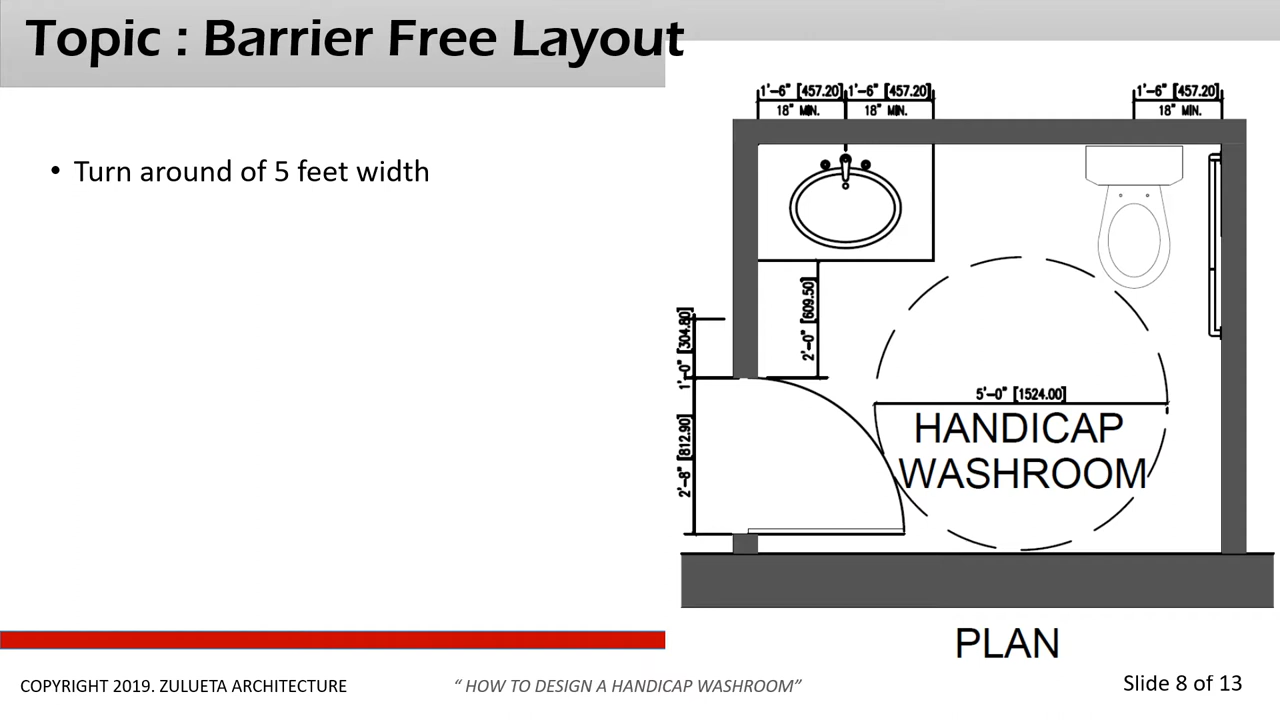 Topic : Barrier Free Layout
• Turn around of 5 feet width
1'-6" [457.20] 1'-6" [457.20] 1'-6" [457.20]
18" MIN. 18" MIN. 18" MIN.
2'-0" [609.50]
1'-0" [304.80]
2'-8" [812.90]
5'-0" [1524.00]
HANDICAP
WASHROOM
PLAN
COPYRIGHT 2019. ZULUETA ARCHITECTURE
“ HOW TO DESIGN A HANDICAP WASHROOM”
Slide 8 of 13